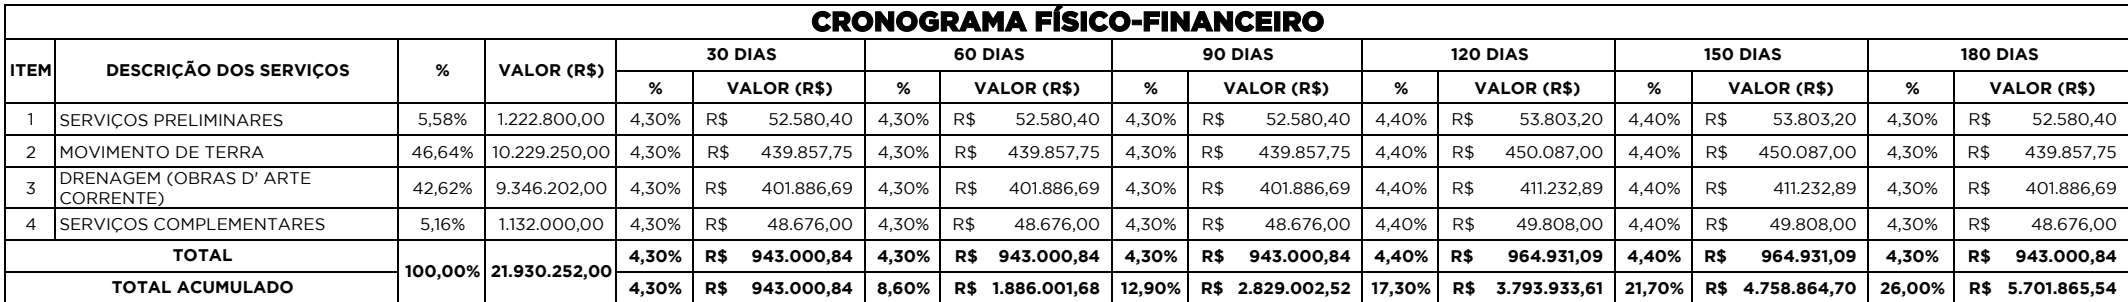 CRONOGRAMA FÍSICO-FINANCEIRO
ITEM DESCRIÇÃO DOS SERVIÇOS % VALOR (R$) 30 DIAS 60 DIAS 90 DIAS 120 DIAS 150 DIAS 180 DIAS
% VALOR (R$) % VALOR (R$) % VALOR (R$) % VALOR (R$) % VALOR (R$) % VALOR (R$)
1 SERVIÇOS PRELIMINARES 5,58% 1.222.800,00 4,30% R$ 52.580,40 4,30% R$ 52.580,40 4,30% R$ 52.580,40 4,40% R$ 53.803,20 4,40% R$ 53.803,20 4,30% R$ 52.580,40
2 MOVIMENTO DE TERRA 46,64% 10.229.250,00 4,30% R$ 439.857,75 4,30% R$ 439.857,75 4,30% R$ 439.857,75 4,40% R$ 450.087,00 4,40% R$ 450.087,00 4,30% R$ 439.857,75
3 DRENAGEM (OBRAS D' ARTE
CORRENTE) 42,62% 9.346.202,00 4,30% R$ 401.886,69 4,30% R$ 401.886,69 4,30% R$ 401.886,69 4,40% R$ 411.232,89 4,40% R$ 411.232,89 4,30% R$ 401.886,69
4 SERVIÇOS COMPLEMENTARES 5,16% 1.132.000,00 4,30% R$ 48.676,00 4,30% R$ 48.676,00 4,30% R$ 48.676,00 4,40% R$ 49.808,00 4,40% R$ 49.808,00 4,30% R$ 48.676,00
TOTAL 100,00% 21.930.252,00 4,30% R$ 943.000,84 4,30% R$ 943.000,84 4,30% R$ 943.000,84 4,40% R$ 964.931,09 4,40% R$ 964.931,09 4,30% R$ 943.000,84
TOTAL ACUMULADO 4,30% R$ 943.000,84 8,60% R$ 1.886.001,68 12,90% R$ 2.829.002,52 17,30% R$ 3.793.933,61 21,70% R$ 4.758.864,70 26,00% R$ 5.701.865,54